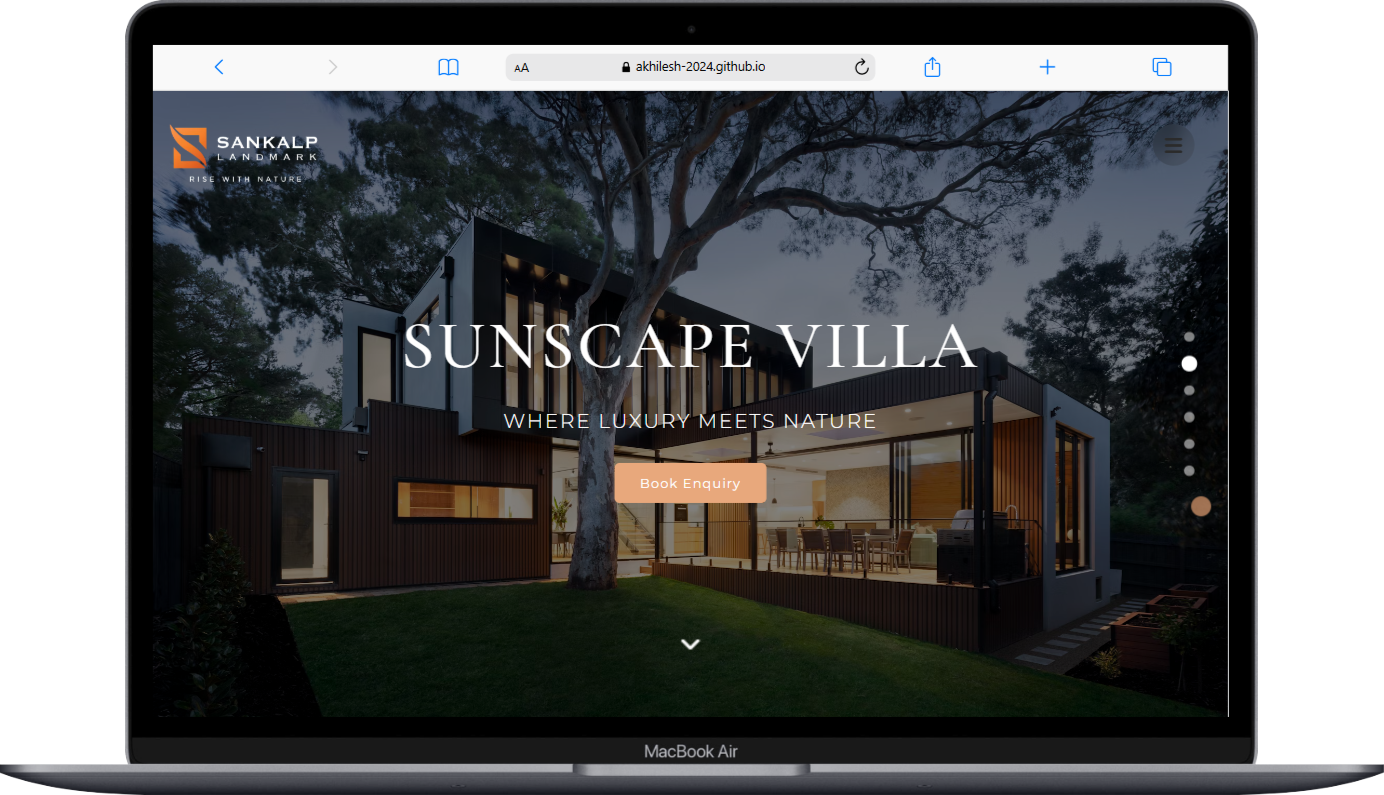 AA
akhilesh-2024.github.io
SANKALP
LANDMARK
RISE WITH NATURE
SUNSCAPE VILLA
WHERE LUXURY MEETS NATURE
Book Enquiry
MacBook Air